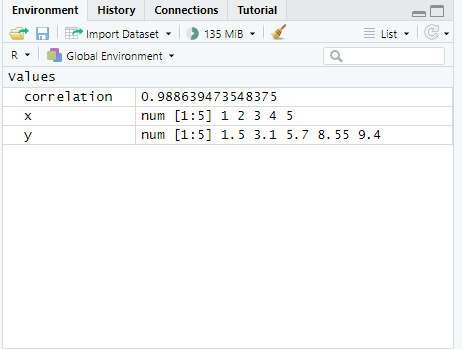 Environment History Connections Tutorial
Import Dataset 135 MiB List
R Global Environment
Values
correlation 0.988639473548375
x num [1:5] 1 2 3 4 5
y num [1:5] 1.5 3.1 5.7 8.55 9.4